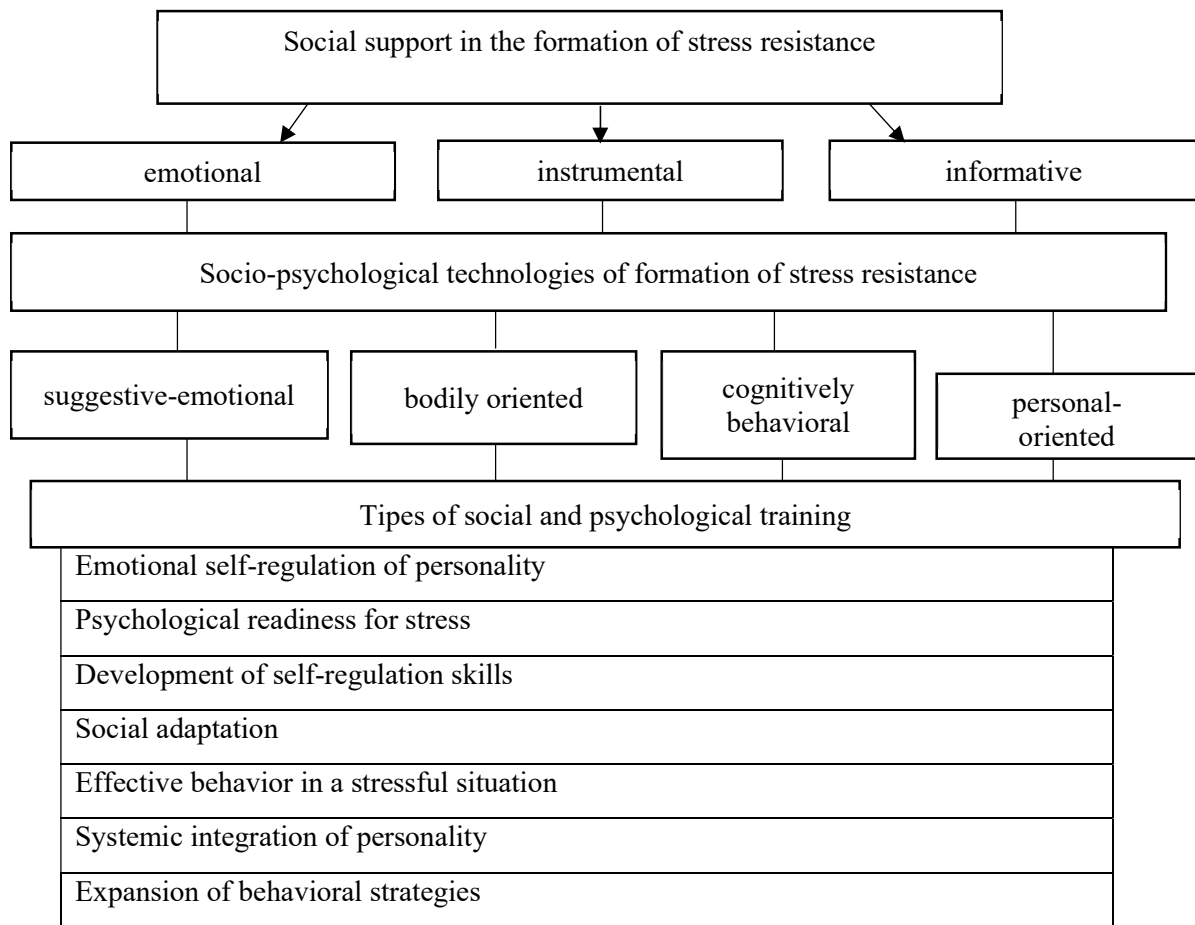 Social support in the formation of stress resistance
emotional
instrumental
informative
Socio-psychological technologies of formation of stress resistance
suggestive-emotional
bodily oriented
cognitively
behavioral
personal-
oriented
Tipes of social and psychological training
Emotional self-regulation of personality
Psychological readiness for stress
Development of self-regulation skills
Social adaptation
Effective behavior in a stressful situation
Systemic integration of personality
Expansion of behavioral strategies